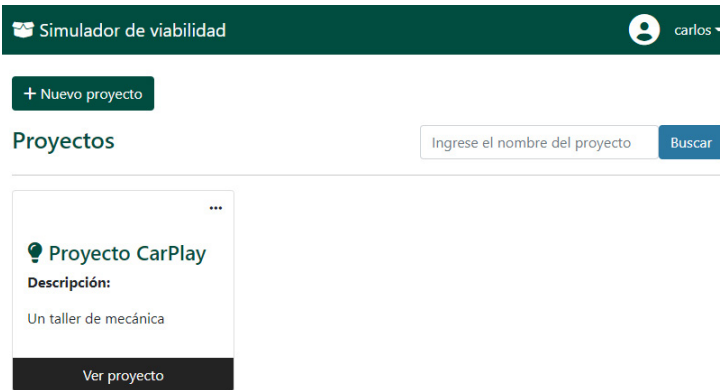 Simulador de viabilidad
carlos
+ Nuevo proyecto
Proyectos
Ingrese el nombre del proyecto
Buscar
...
Proyecto CarPlay
Descripción:
Un taller de mecánica
Ver proyecto